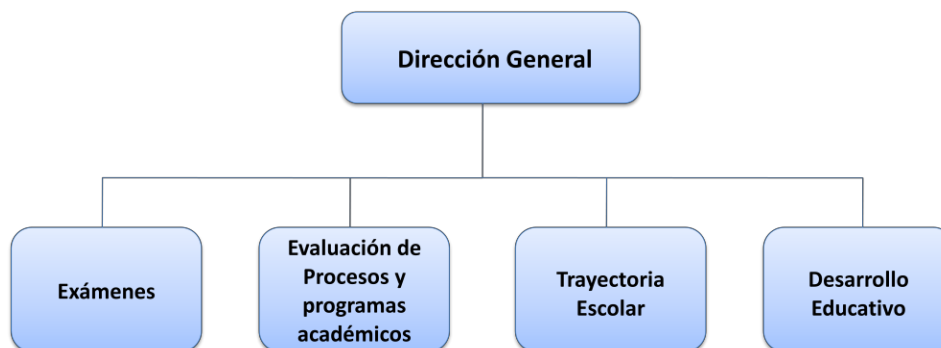 Dirección General
Exámenes
Evaluación de
Procesos y
programas
académicos
Trayectoria
Escolar
Desarrollo
Educativo